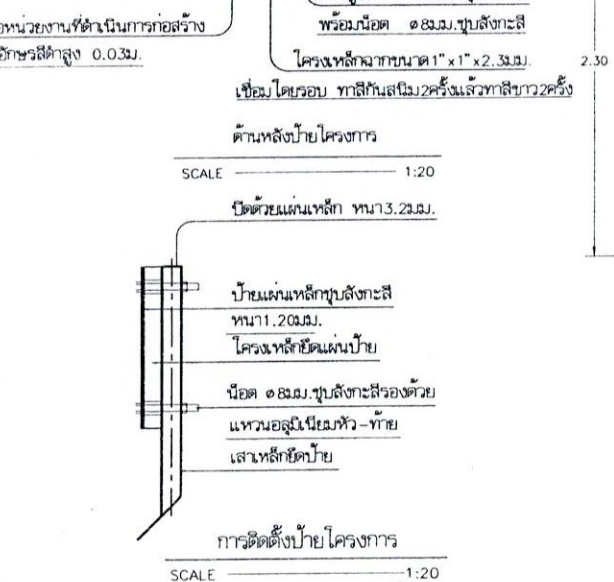 หน่วยงานที่ดำเนินการก่อสร้าง
อักษรสีดำสูง 0.03ม.
พร้อมน๊อต ø8มม.ชุบสังกะสี
โครงเหล็กฉากขนาด1"x1"x2.3มม.
เชื่อมโดยรอบ ทาสีกันสนิม2ครั้งแล้วทาสีขาว2ครั้ง
2.30
ด้านหลังป้ายโครงการ
SCALE 1:20
ปิดด้วยแผ่นเหล็ก หนา3.2มม.
ป้ายแผ่นเหล็กชุบสังกะสี
หนา1.20มม.
โครงเหล็กยึดแผ่นป้าย
น๊อต ø8มม.ชุบสังกะสีรองด้วย
แหวนอลูมิเนียมหัว-ท้าย
เสาเหล็กยึดป้าย
การติดตั้งป้ายโครงการ
SCALE 1:20